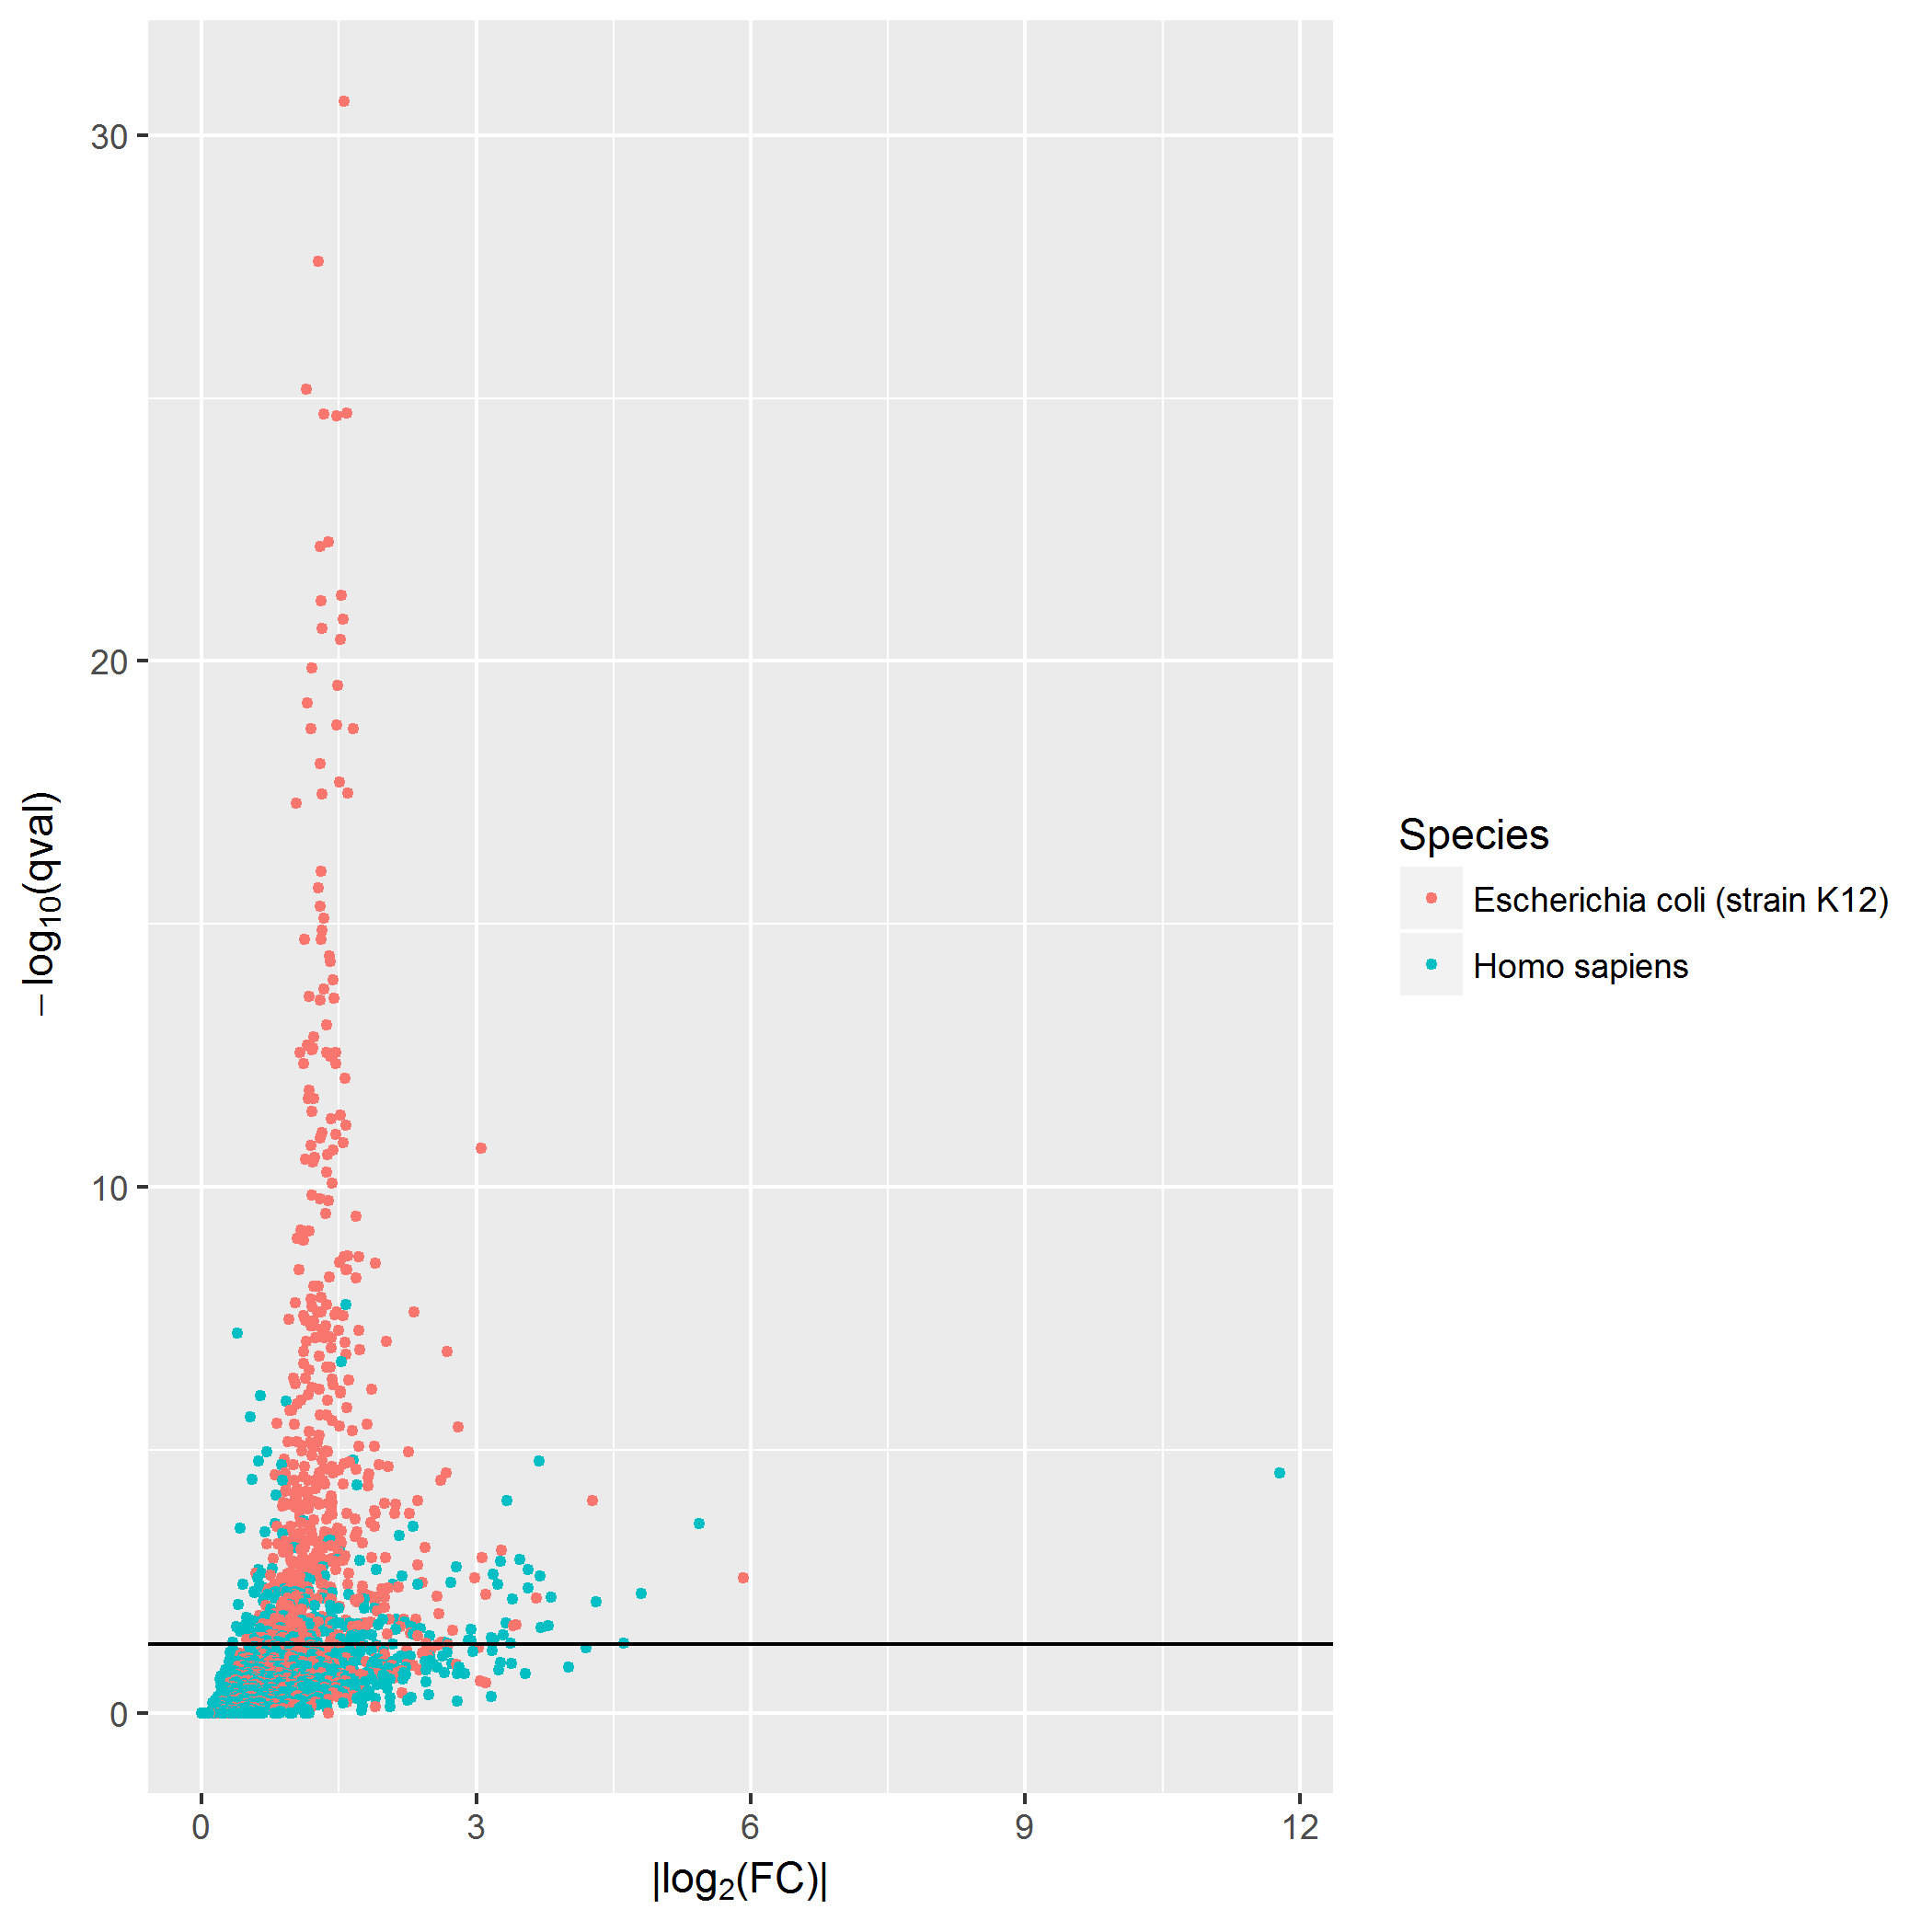 30
20
10
0
−log10(qval)
0 3 6 9 12
|log2(FC)|
Species
Escherichia coli (strain K12)
Homo sapiens